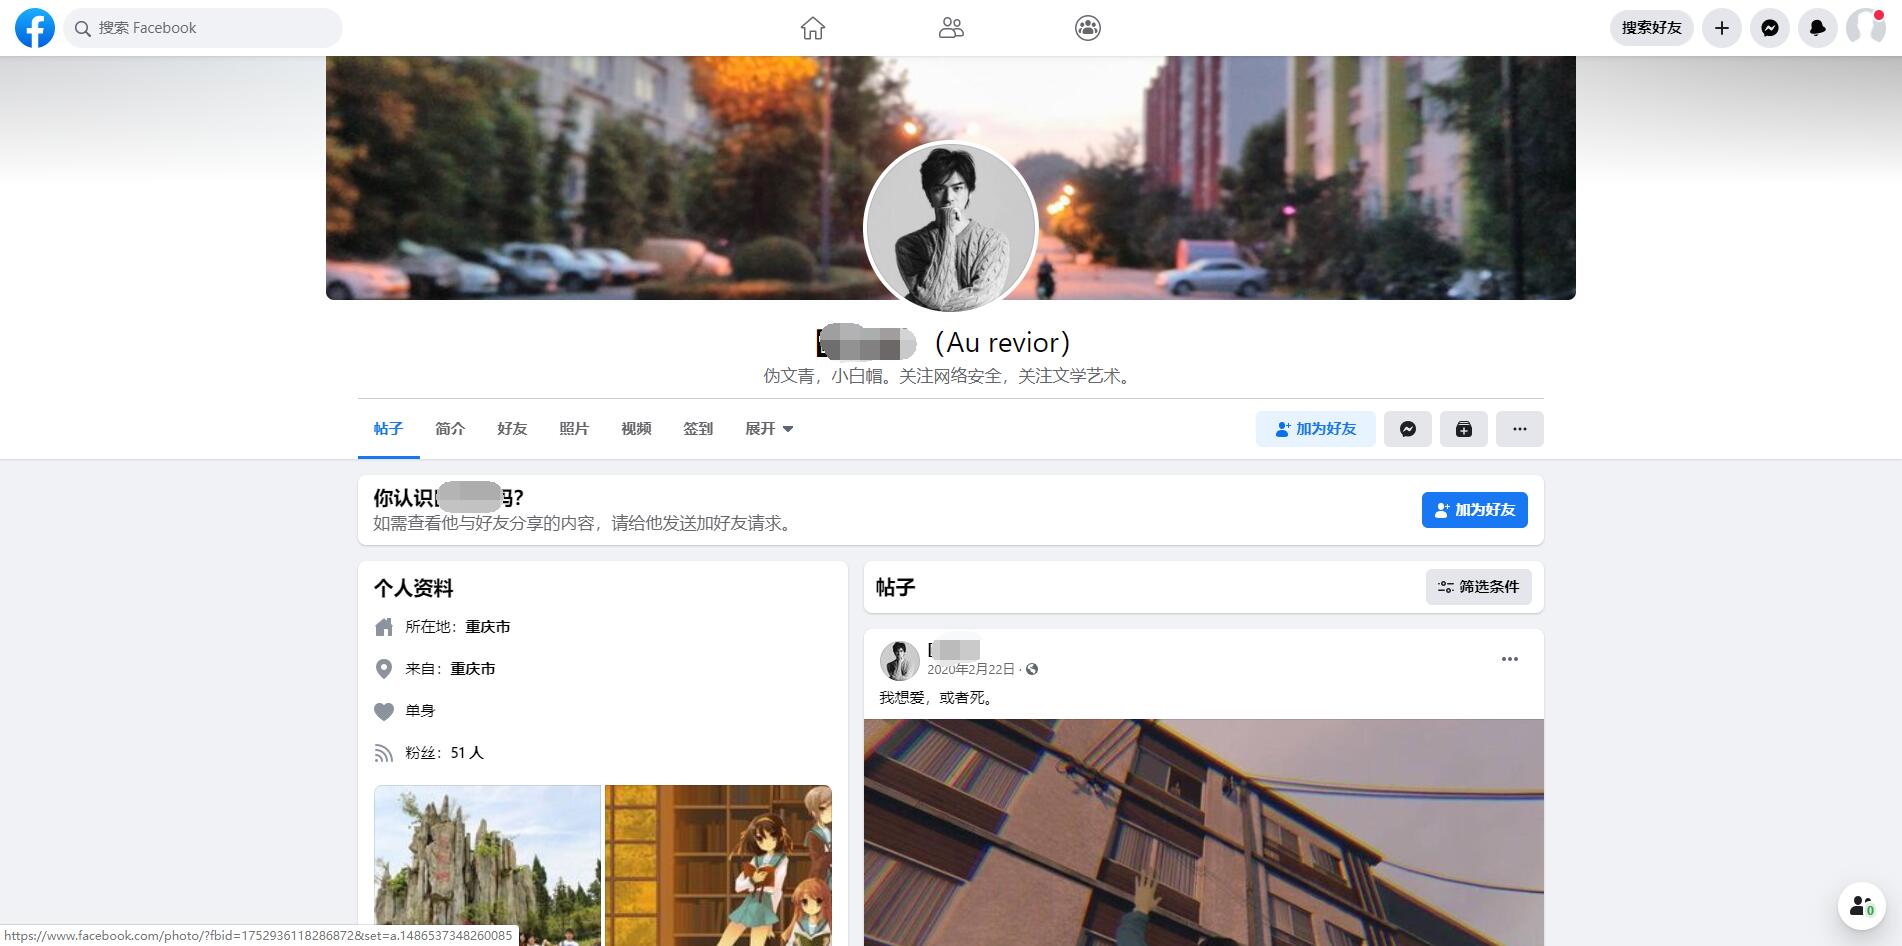 搜索 Facebook
搜索好友
（Au revior）
伪文青，小白帽。关注网络安全，关注文学艺术。
帖子 简介 好友 照片 视频 签到 展开
加为好友
你认识 吗？
如需查看他与好友分享的内容，请给他发送加好友请求。
加为好友
个人资料
所在地：重庆市
来自：重庆市
单身
粉丝：51 人
帖子
筛选条件
2020年2月22日 ·
我想爱，或者死。
0
https://www.facebook.com/photo/?fbid=1752936118286872&set=a.1486537348260085